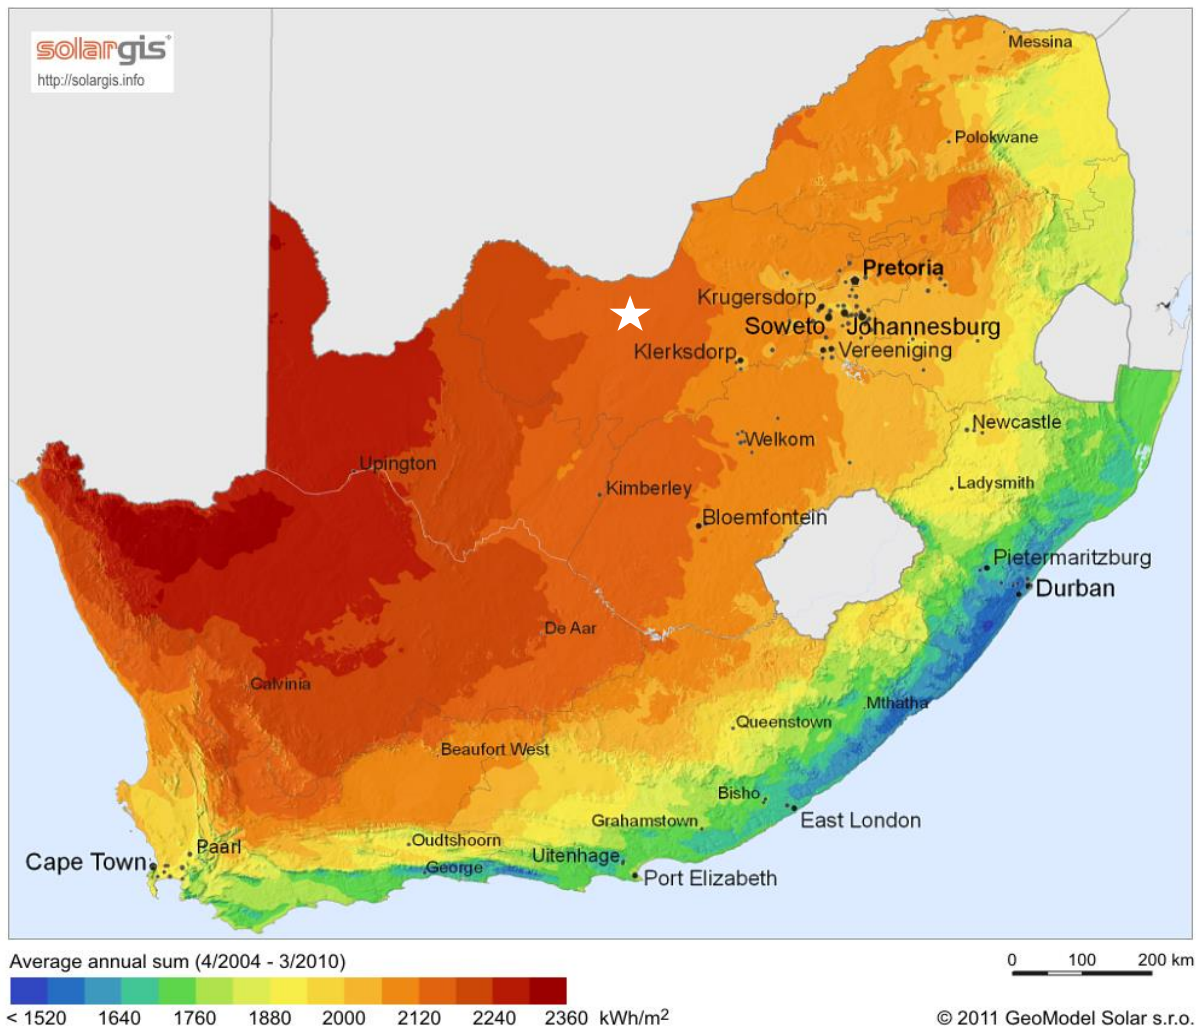 solargis
http://solargis.info
Messina
Polokwane
Pretoria
Krugersdorp
Soweto
Johannesburg
Klerksdorp
Vereeniging
Newcastle
Welkom
Upington
Ladysmith
Kimberley
Bloemfontein
Pietermaritzburg
Durban
De Aar
Calvinia
Mthatha
Queenstown
Beaufort West
Bisho
Grahamstown
East London
Oudtshoorn
Paarl
Cape Town
Uitenhage
George
Port Elizabeth
Average annual sum (4/2004 - 3/2010)
0 100 200 km
< 1520 1640 1760 1880 2000 2120 2240 2360 kWh/m2
© 2011 GeoModel Solar s.r.o.